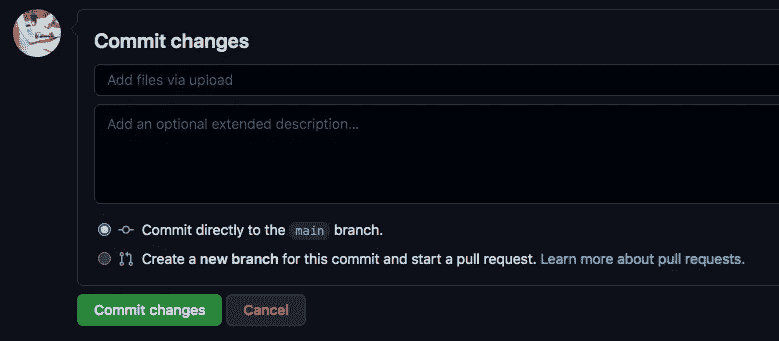 Commit changes
Add files via upload
Add an optional extended description...
Commit directly to the main branch.
Create a new branch for this commit and start a pull request. Learn more about pull requests.
Commit changes Cancel